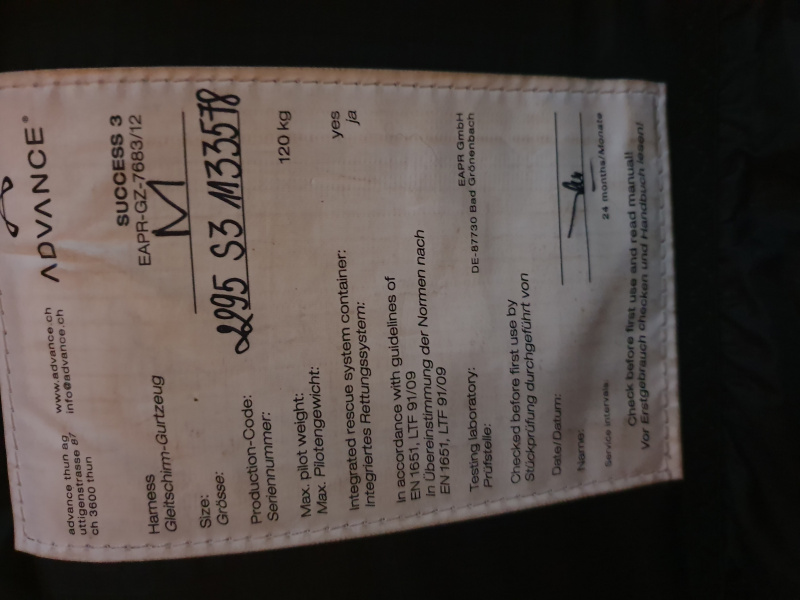 advance thun ag
uttigenstrasse 87
ch 3600 thun
www.advance.ch
info@advance.ch
ADVANCE®
Harness
Gleitschirm-Gurtzeug
SUCCESS 3
EAPR-GZ-7683/12
Size:
Grösse:
M
Production-Code:
Seriennummer:
2295 S3 1133578
Max. pilot weight:
Max. Pilotengewicht:
120 kg
Integrated rescue system container:
Integriertes Rettungssystem:
yes
ja
In accordance with guidelines of
EN 1651, LTF 91/09
in Übereinstimmung der Normen nach
EN 1651, LTF 91/09
Testing laboratory:
Prüfstelle:
EAPR GmbH
DE-87730 Bad Grönenbach
Checked before first use by
Stückprüfung durchgeführt von
Date/Datum:
Name:
Service intervals
24 months/Monate
Check before first use and read manual!
Vor Erstgebrauch checken und Handbuch lesen!